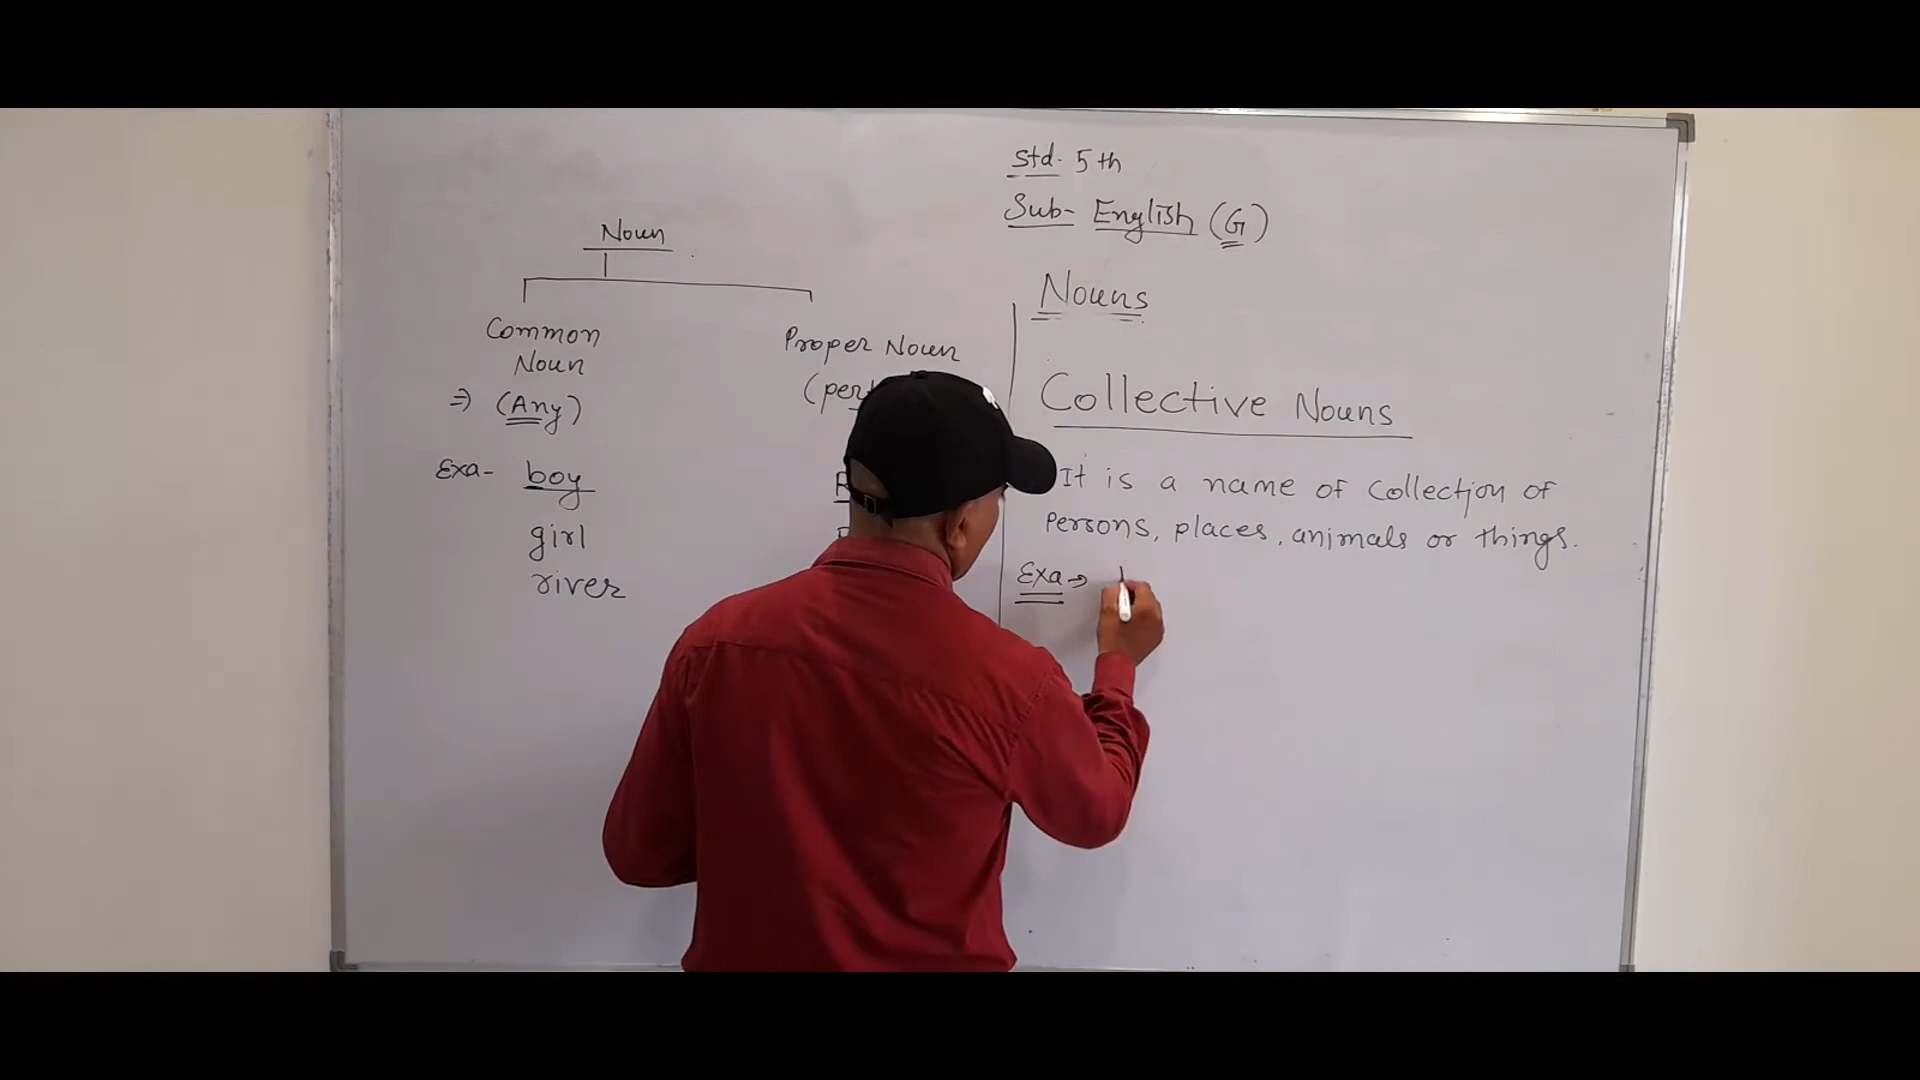 Std. 5th
Sub- English (G)
Noun
Common
Noun
⇒ (Any)
Exa- boy
girl
river
Proper Noun
Nouns
Collective Nouns
It is a name of Collection of
Persons, places, animals or things.
Exa →